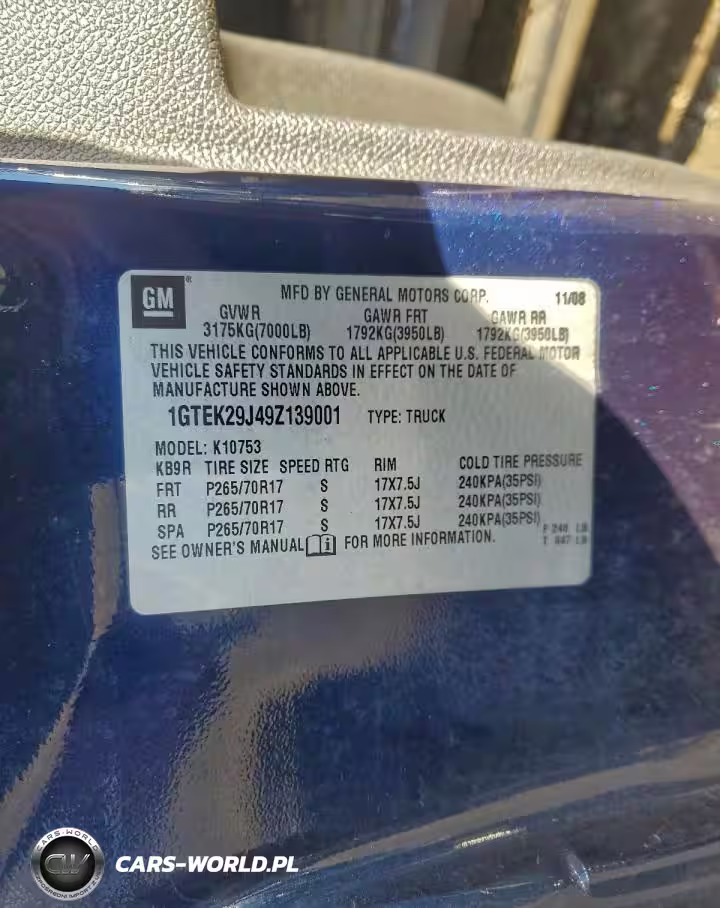 GM ®
MFD BY GENERAL MOTORS CORP. 11/08
GVWR GAWR FRT GAWR RR
3175KG(7000LB) 1792KG(3950LB) 1792KG(3950LB)
THIS VEHICLE CONFORMS TO ALL APPLICABLE U.S. FEDERAL MOTOR
VEHICLE SAFETY STANDARDS IN EFFECT ON THE DATE OF
MANUFACTURE SHOWN ABOVE.
1GTEK29J49Z139001 TYPE: TRUCK
MODEL: K10753
KB9R TIRE SIZE SPEED RTG RIM COLD TIRE PRESSURE
FRT P265/70R17 S 17X7.5J 240KPA(35PSI)
RR P265/70R17 S 17X7.5J 240KPA(35PSI)
SPA P265/70R17 S 17X7.5J 240KPA(35PSI)
SEE OWNER'S MANUAL i FOR MORE INFORMATION.
CARS-WORLD
CW
CARS-WORLD.PL